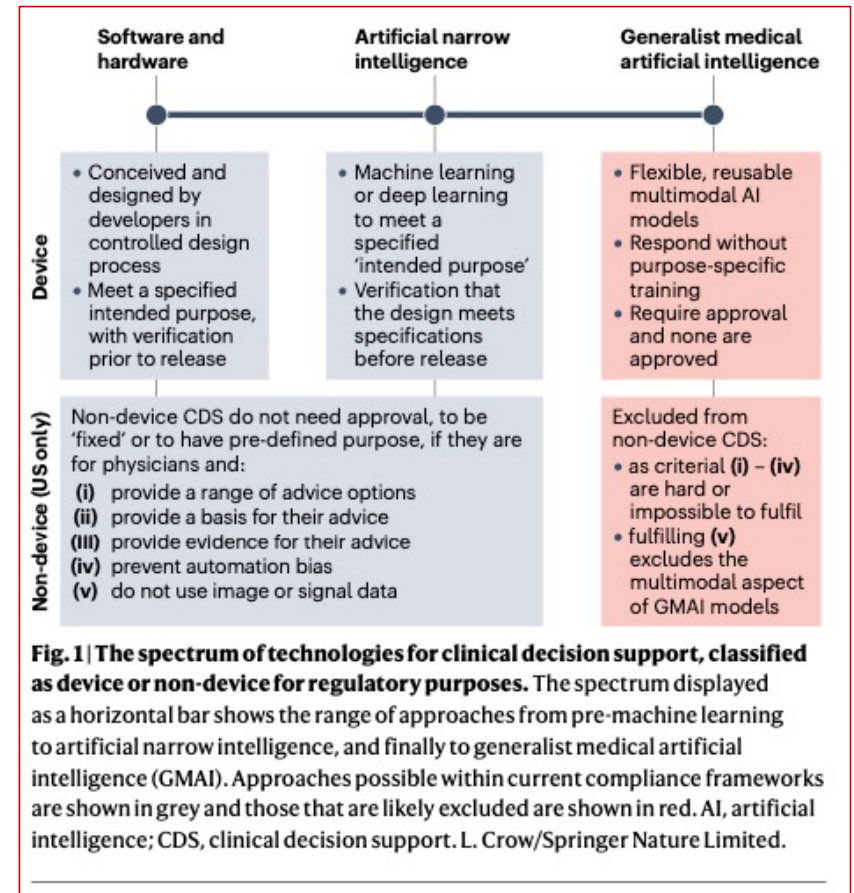 Software and
hardware
Artificial narrow
intelligence
Generalist medical
artificial intelligence
Device
• Conceived and
designed by
developers in
controlled design
process
• Meet a specified
intended purpose,
with verification
prior to release
• Machine learning
or deep learning
to meet a
specified
‘intended purpose’
• Verification that
the design meets
specifications
before release
• Flexible, reusable
multimodal AI
models
• Respond without
purpose-specific
training
• Require approval
and none are
approved
Non-device (US only)
Non-device CDS do not need approval, to be
‘fixed’ or to have pre-defined purpose, if they are
for physicians and:
(i) provide a range of advice options
(ii) provide a basis for their advice
(III) provide evidence for their advice
(iv) prevent automation bias
(v) do not use image or signal data
Excluded from
non-device CDS:
• as criterial (i) – (iv)
are hard or
impossible to fulfil
• fulfilling (v)
excludes the
multimodal aspect
of GMAI models
Fig. 1 | The spectrum of technologies for clinical decision support, classified
as device or non-device for regulatory purposes. The spectrum displayed
as a horizontal bar shows the range of approaches from pre-machine learning
to artificial narrow intelligence, and finally to generalist medical artificial
intelligence (GMAI). Approaches possible within current compliance frameworks
are shown in grey and those that are likely excluded are shown in red. AI, artificial
intelligence; CDS, clinical decision support. L. Crow/Springer Nature Limited.